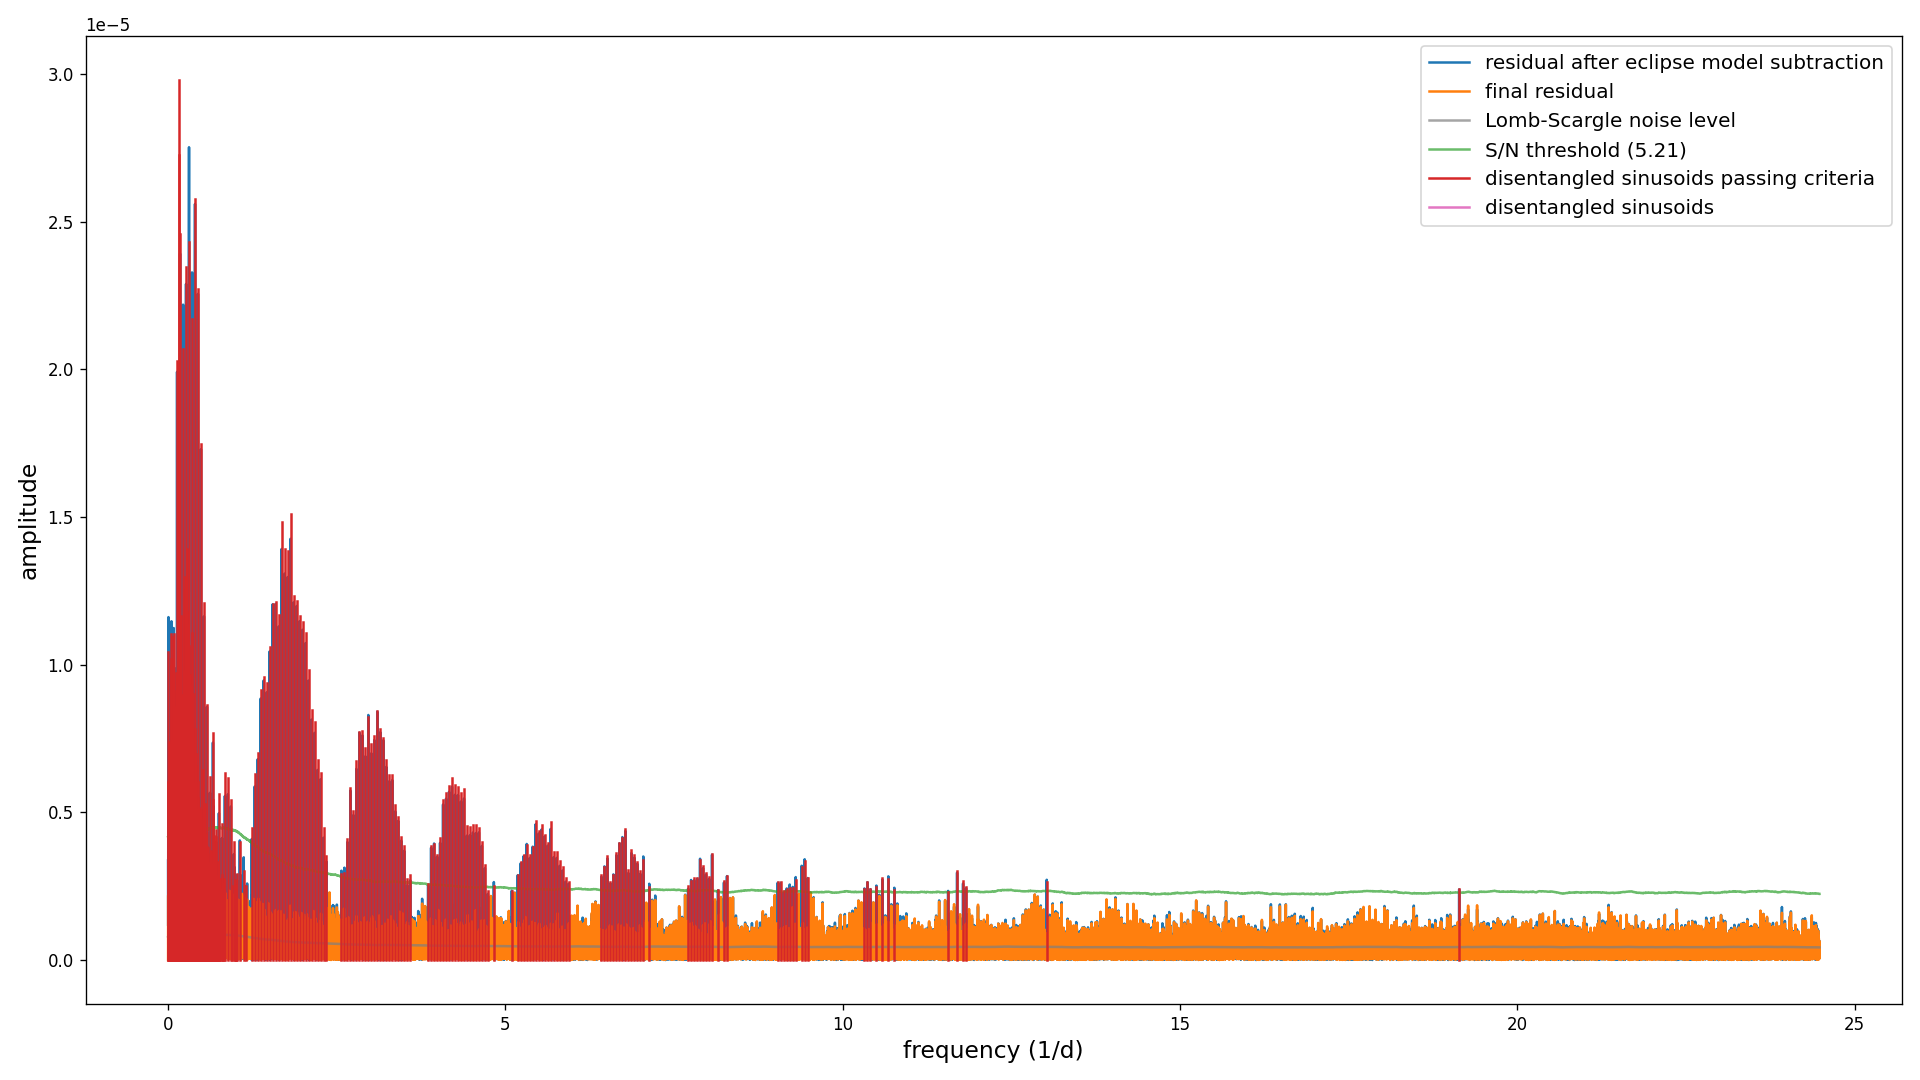 1e−5
3.0
2.5
2.0
1.5
1.0
0.5
0.0
amplitude
residual after eclipse model subtraction
final residual
Lomb-Scargle noise level
S/N threshold (5.21)
disentangled sinusoids passing criteria
disentangled sinusoids
0 5 10 15 20 25
frequency (1/d)